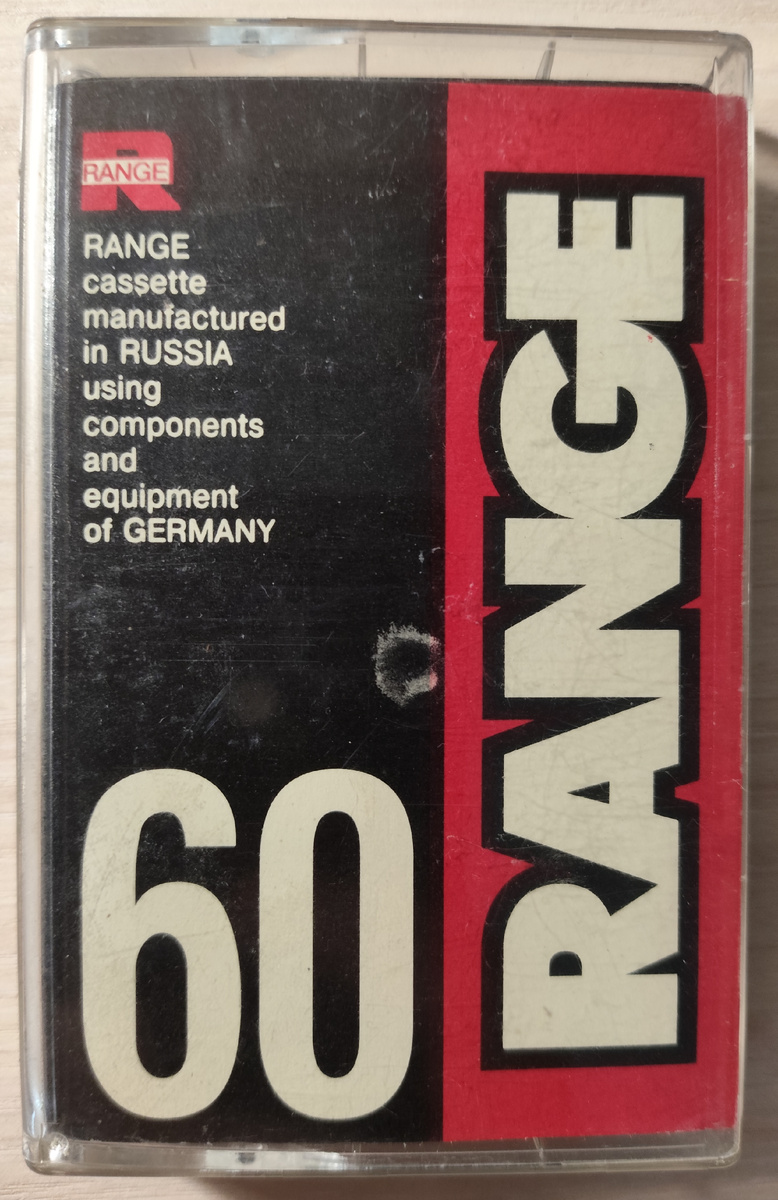 RANGE
RANGE
cassette
manufactured
in RUSSIA
using
components
and
equipment
of GERMANY
60
RANGE